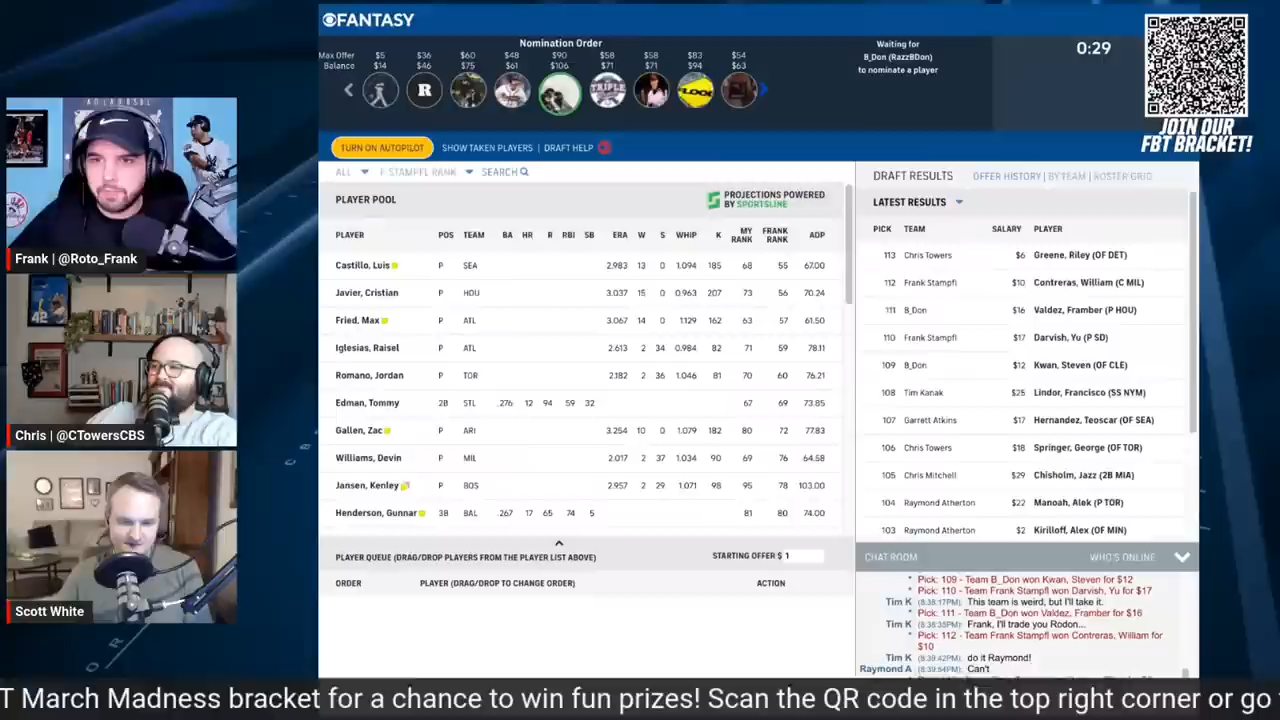 FANTASY
Nomination Order
Max Offer $5 $36 $60 $48 $90 $58 $58 $83 $54
Balance $14 $46 $75 $61 $106 $71 $71 $94 $63
Waiting for
B_Don (RazzBDon)
to nominate a player
0:29
JOIN OUR
FBT BRACKET!
R
TRIPLE
TURN ON AUTOPILOT SHOW TAKEN PLAYERS | DRAFT HELP
ALL F STAMPFL RANK SEARCH
PLAYER POOL
PROJECTIONS POWERED
BY SPORTSLINE
PLAYER POS TEAM BA HR R RBI SB ERA W S WHIP K MY RANK FRANK RANK ADP
Castillo, Luis P SEA 2.983 13 0 1.094 185 68 55 67.00
Javier, Cristian P HOU 3.037 15 0 0.963 207 73 56 70.24
Fried, Max P ATL 3.067 14 0 1.129 162 63 57 61.50
Iglesias, Raisel P ATL 2.613 2 34 0.984 82 71 59 78.11
Romano, Jordan P TOR 2.182 2 36 1.046 81 70 60 76.21
Edman, Tommy 2B STL .276 12 94 59 32 67 69 73.85
Gallen, Zac P ARI 3.254 10 0 1.079 182 80 72 77.83
Williams, Devin P MIL 2.017 2 37 1.034 90 69 76 64.58
Jansen, Kenley P BOS 2.957 2 29 1.071 98 95 78 103.00
Henderson, Gunnar 3B BAL .267 17 65 74 5 81 80 74.00
PLAYER QUEUE (DRAG/DROP PLAYERS FROM THE PLAYER LIST ABOVE) STARTING OFFER $ 1
ORDER PLAYER (DRAG/DROP TO CHANGE ORDER) ACTION
DRAFT RESULTS OFFER HISTORY | BY TEAM | ROSTER GRID
LATEST RESULTS
PICK TEAM SALARY PLAYER
113 Chris Towers $6 Greene, Riley (OF DET)
112 Frank Stampfl $10 Contreras, William (C MIL)
111 B_Don $16 Valdez, Framber (P HOU)
110 Frank Stampfl $17 Darvish, Yu (P SD)
109 B_Don $12 Kwan, Steven (OF CLE)
108 Tim Kanak $25 Lindor, Francisco (SS NYM)
107 Garrett Atkins $17 Hernandez, Teoscar (OF SEA)
106 Chris Towers $18 Springer, George (OF TOR)
105 Chris Mitchell $29 Chisholm, Jazz (2B MIA)
104 Raymond Atherton $22 Manoah, Alek (P TOR)
103 Raymond Atherton $2 Kirilloff, Alex (OF MIN)
CHAT ROOM WHO'S ONLINE
* Pick: 109 - Team B_Don won Kwan, Steven for $12
* Pick: 110 - Team Frank Stampfl won Darvish, Yu for $17
Tim K (8:38:17PM): This team is weird, but I'll take it.
* Pick: 111 - Team B_Don won Valdez, Framber for $16
Tim K (8:38:35PM): Frank, I'll trade you Rodon...
* Pick: 112 - Team Frank Stampfl won Contreras, William for
$10
Tim K (8:39:42PM): do it Raymond!
Raymond A (8:39:54PM): Can't
Frank | @Roto_Frank
Chris | @CTowersCBS
Scott White
T March Madness bracket for a chance to win fun prizes! Scan the QR code in the top right corner or go